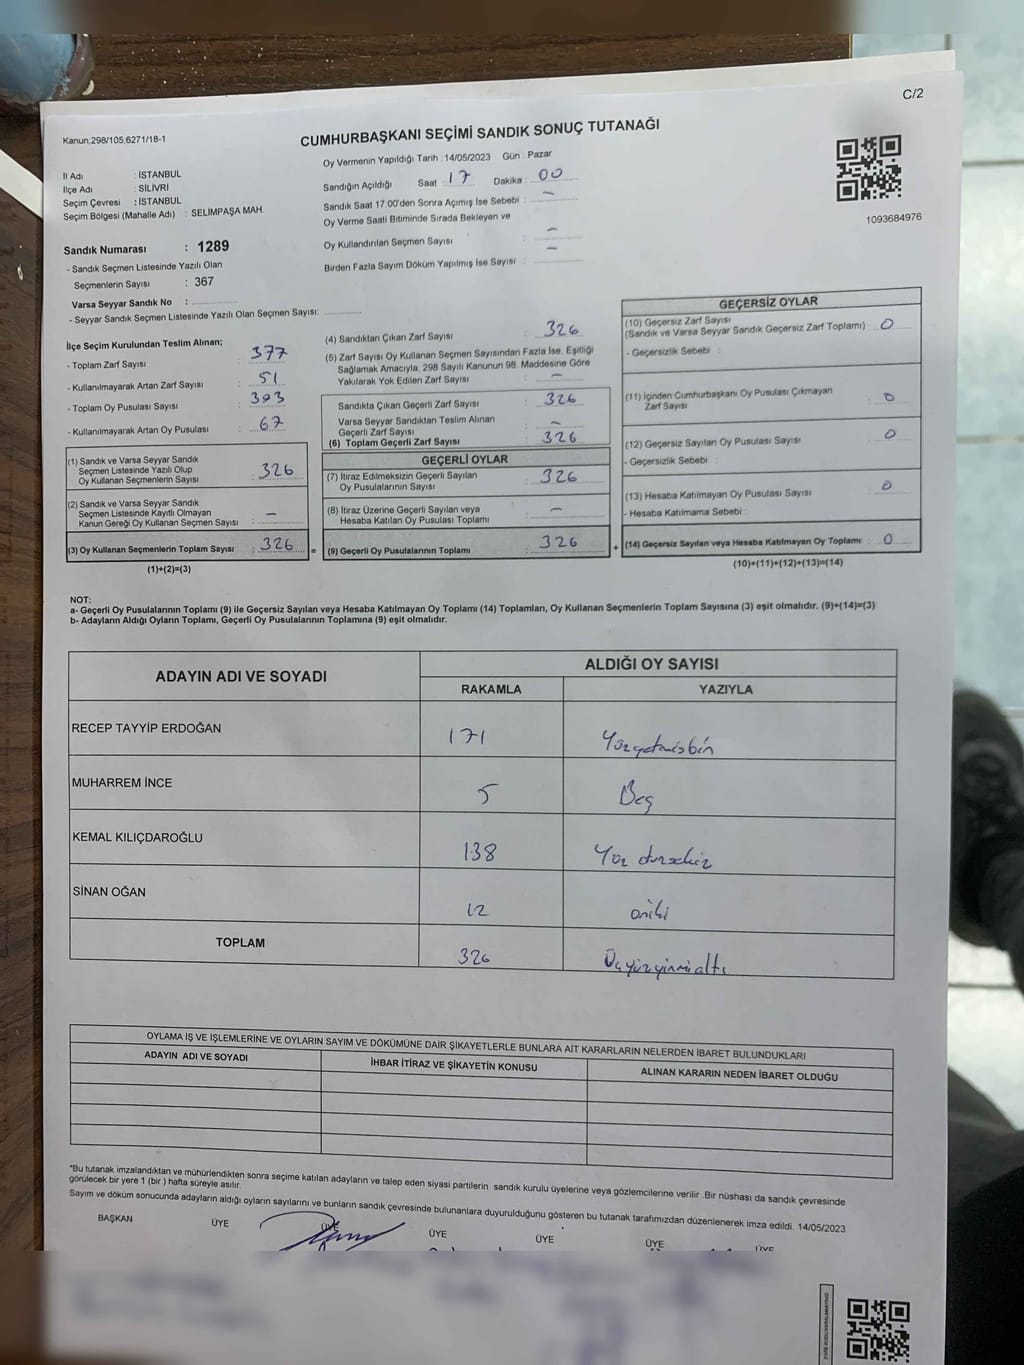 C/2
Kanun:298/105,6271/18-1
CUMHURBAŞKANI SEÇİMİ SANDIK SONUÇ TUTANAĞI
Oy Vermenin Yapıldığı Tarih : 14/05/2023 Gün : Pazar
İl Adı : İSTANBUL
İlçe Adı : SİLİVRİ
Seçim Çevresi : İSTANBUL
Seçim Bölgesi (Mahalle Adı) : SELİMPAŞA MAH.
Sandığın Açıldığı Saat 17 Dakika : 00
Sandık Saat 17:00'den Sonra Açımış İse Sebebi : -
Oy Verme Saati Bitiminde Sırada Bekleyen ve
Oy Kullandırılan Seçmen Sayısı : -
Birden Fazla Sayım Döküm Yapılmış İse Sayısı : -
1093684976
Sandık Numarası : 1289
- Sandık Seçmen Listesinde Yazılı Olan
Seçmenlerin Sayısı : 367
Varsa Seyyar Sandık No :
- Seyyar Sandık Seçmen Listesinde Yazılı Olan Seçmen Sayısı:
İlçe Seçim Kurulundan Teslim Alınan;
- Toplam Zarf Sayısı : 377
- Kullanılmayarak Artan Zarf Sayısı : 51
- Toplam Oy Pusulası Sayısı : 393
- Kullanılmayarak Artan Oy Pusulası : 67
(1) Sandık ve Varsa Seyyar Sandık
Seçmen Listesinde Yazılı Olup
Oy Kullanan Seçmenlerin Sayısı : 326
(2) Sandık ve Varsa Seyyar Sandık
Seçmen Listesinde Kayıtlı Olmayan
Kanun Gereği Oy Kullanan Seçmen Sayısı : -
(3) Oy Kullanan Seçmenlerin Toplam Sayısı : 326
(1)+(2)=(3)
(4) Sandıktan Çıkan Zarf Sayısı : 326
(5) Zarf Sayısı Oy Kullanan Seçmen Sayısından Fazla İse, Eşitliği
Sağlamak Amacıyla, 298 Sayılı Kanunun 98. Maddesine Göre
Yakılarak Yok Edilen Zarf Sayısı : -
Sandıkta Çıkan Geçerli Zarf Sayısı : 326
Varsa Seyyar Sandıktan Teslim Alınan
Geçerli Zarf Sayısı : -
(6) Toplam Geçerli Zarf Sayısı : 326
GEÇERLİ OYLAR
(7) İtiraz Edilmeksizin Geçerli Sayılan
Oy Pusulalarının Sayısı : 326
(8) İtiraz Üzerine Geçerli Sayılan veya
Hesaba Katılan Oy Pusulası Toplamı : -
= (9) Geçerli Oy Pusulalarının Toplamı : 326
GEÇERSİZ OYLAR
(10) Geçersiz Zarf Sayısı
(Sandık ve Varsa Seyyar Sandık Geçersiz Zarf Toplamı) : 0
- Geçersizlik Sebebi :
(11) İçinden Cumhurbaşkanı Oy Pusulası Çıkmayan
Zarf Sayısı : 0
(12) Geçersiz Sayılan Oy Pusulası Sayısı : 0
- Geçersizlik Sebebi :
(13) Hesaba Katılmayan Oy Pusulası Sayısı : 0
- Hesaba Katılmama Sebebi :
+ (14) Geçersiz Sayılan veya Hesaba Katılmayan Oy Toplamı : 0
(10)+(11)+(12)+(13)=(14)
NOT:
a- Geçerli Oy Pusulalarının Toplamı (9) ile Geçersiz Sayılan veya Hesaba Katılmayan Oy Toplamı (14) Toplamları, Oy Kullanan Seçmenlerin Toplam Sayısına (3) eşit olmalıdır. (9)+(14)=(3)
b- Adayların Aldığı Oyların Toplamı, Geçerli Oy Pusulalarının Toplamına (9) eşit olmalıdır.
ADAYIN ADI VE SOYADI ALDIĞI OY SAYISI
RAKAMLA YAZIYLA
RECEP TAYYİP ERDOĞAN 171 Yüzyetmişbir
MUHARREM İNCE 5 Beş
KEMAL KILIÇDAROĞLU 138 Yüz otuzsekiz
SİNAN OĞAN 12 oniki
TOPLAM 326 Üçyüzyirmialtı
OYLAMA İŞ VE İŞLEMLERİNE VE OYLARIN SAYIM VE DÖKÜMÜNE DAİR ŞİKAYETLERLE BUNLARA AİT KARARLARIN NELERDEN İBARET BULUNDUKLARI
ADAYIN ADI VE SOYADI İHBAR İTİRAZ VE ŞİKAYETİN KONUSU ALINAN KARARIN NEDEN İBARET OLDUĞU
*Bu tutanak imzalandıktan ve mühürlendikten sonra seçime katılan adayların ve talep eden siyasi partilerin sandık kurulu üyelerine veya gözlemcilerine verilir .Bir nüshası da sandık çevresinde
görülecek bir yere 1 (bir ) hafta süreyle asılır.
Sayım ve döküm sonucunda adayların aldığı oyların sayılarını ve bunların sandık çevresinde bulunanlara duyurulduğunu gösteren bu tutanak tarafımızdan düzenlenerek imza edildi. 14/05/2023
BAŞKAN ÜYE ÜYE ÜYE ÜYE ÜYE ÜYE